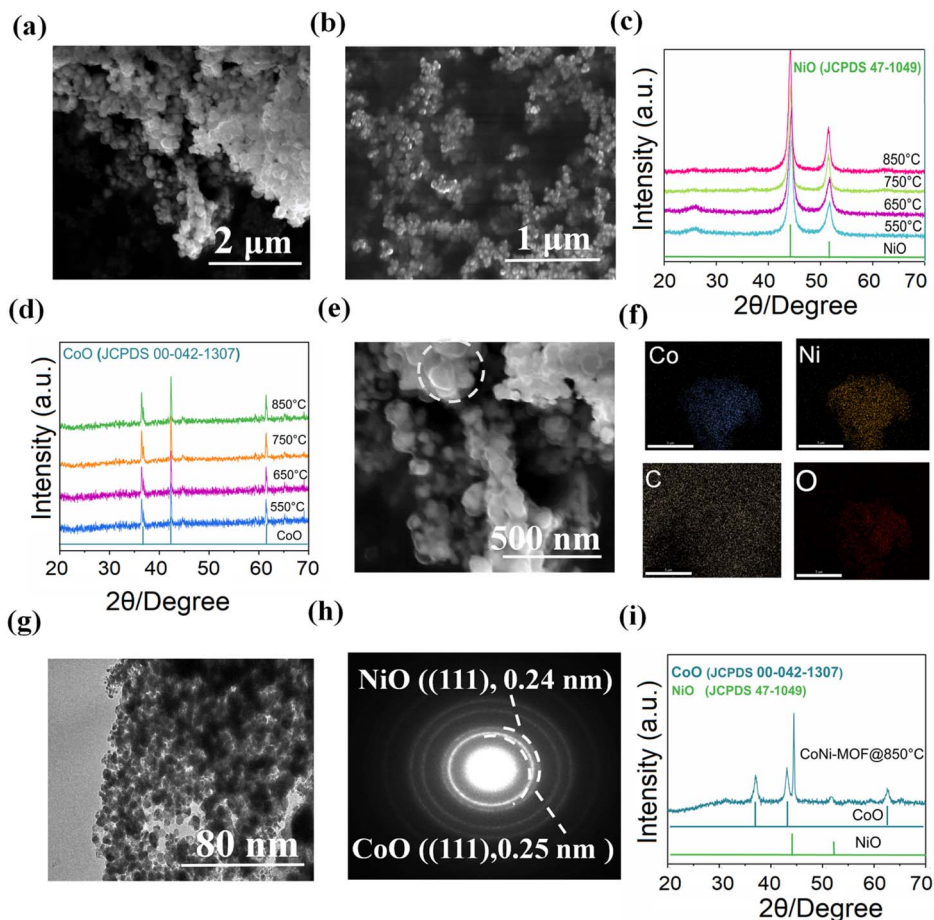 (a)
2 μm
(b)
1 μm
(c)
NiO (JCPDS 47-1049)
850°C
750°C
650°C
550°C
NiO
Intensity (a.u.)
20 30 40 50 60 70
2θ/Degree
(d)
CoO (JCPDS 00-042-1307)
850°C
750°C
650°C
550°C
CoO
Intensity (a.u.)
20 30 40 50 60 70
2θ/Degree
(e)
500 nm
(f)
Co
Ni
C
O
(g)
80 nm
(h)
NiO ((111), 0.24 nm)
CoO ((111),0.25 nm )
(i)
CoO (JCPDS 00-042-1307)
NiO (JCPDS 47-1049)
CoNi-MOF@850°C
CoO
NiO
Intensity (a.u.)
20 30 40 50 60 70
2θ/Degree